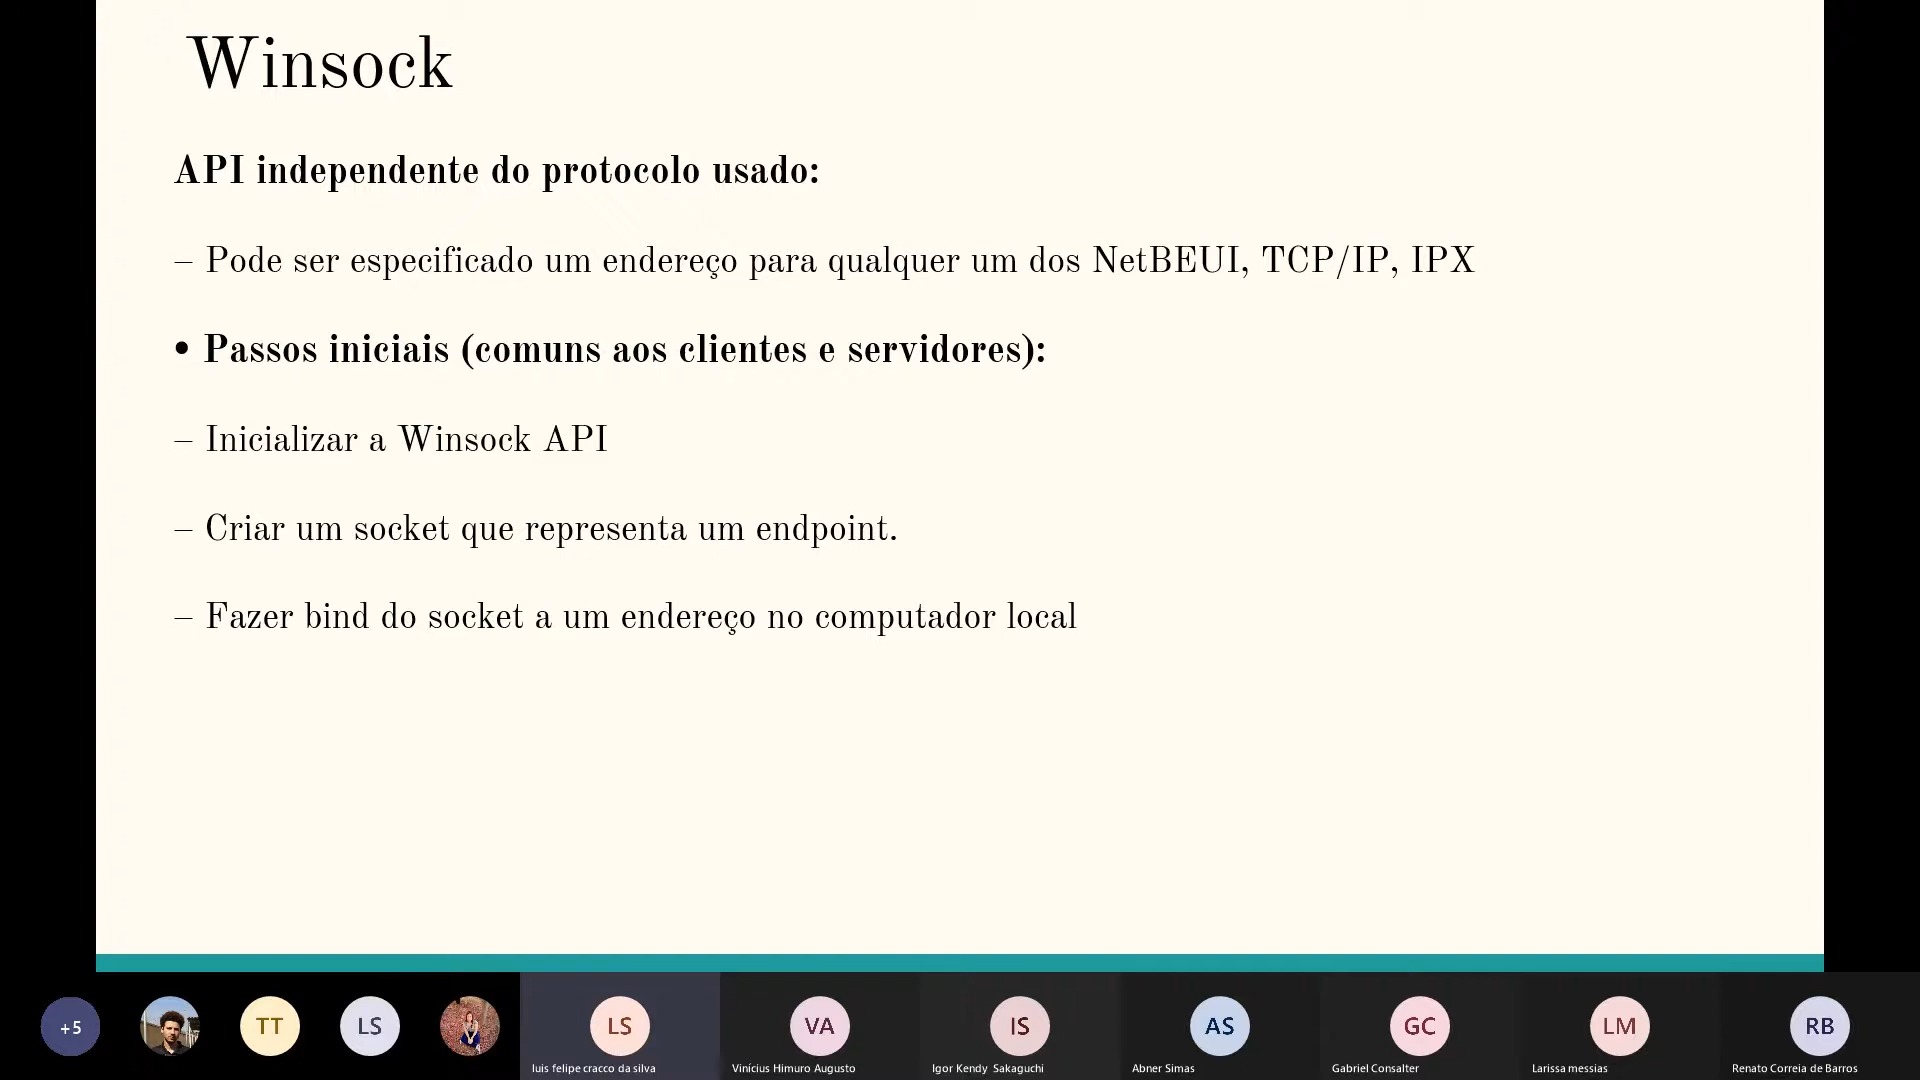 Winsock
API independente do protocolo usado:
– Pode ser especificado um endereço para qualquer um dos NetBEUI, TCP/IP, IPX
• Passos iniciais (comuns aos clientes e servidores):
– Inicializar a Winsock API
– Criar um socket que representa um endpoint.
– Fazer bind do socket a um endereço no computador local
+5
TT
LS
LS
VA
IS
AS
GC
LM
RB
luis felipe cracco da silva
Vinícius Himuro Augusto
Igor Kendy Sakaguchi
Abner Simas
Gabriel Consalter
Larissa messias
Renato Correia de Barros